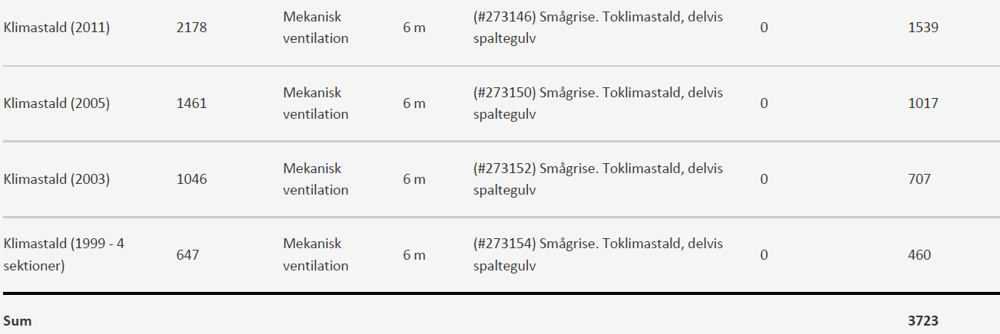 Klimastald (2011) 2178 Mekanisk ventilation 6 m (#273146) Smågrise. Toklimastald, delvis spaltegulv 0 1539
Klimastald (2005) 1461 Mekanisk ventilation 6 m (#273150) Smågrise. Toklimastald, delvis spaltegulv 0 1017
Klimastald (2003) 1046 Mekanisk ventilation 6 m (#273152) Smågrise. Toklimastald, delvis spaltegulv 0 707
Klimastald (1999 - 4 sektioner) 647 Mekanisk ventilation 6 m (#273154) Smågrise. Toklimastald, delvis spaltegulv 0 460
Sum 3723